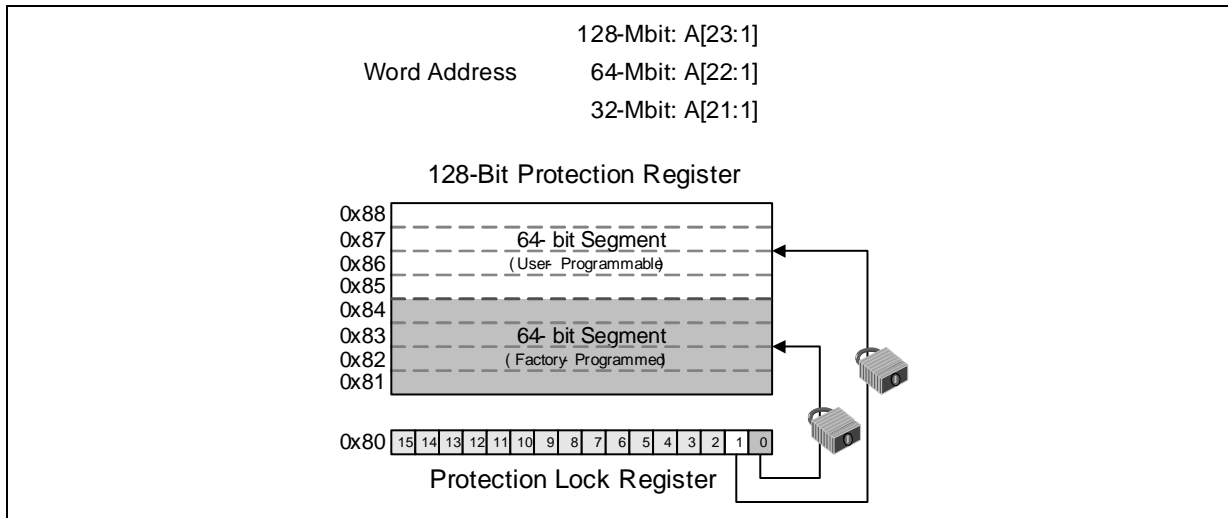 128-Mbit: A[23:1]
Word Address 64-Mbit: A[22:1]
32-Mbit: A[21:1]
128-Bit Protection Register
0x88
0x87 64- bit Segment
0x86 (User- Programmable)
0x85
0x84
0x83 64- bit Segment
0x82 (Factory- Programmed)
0x81
0x80 15 14 13 12 11 10 9 8 7 6 5 4 3 2 1 0
Protection Lock Register